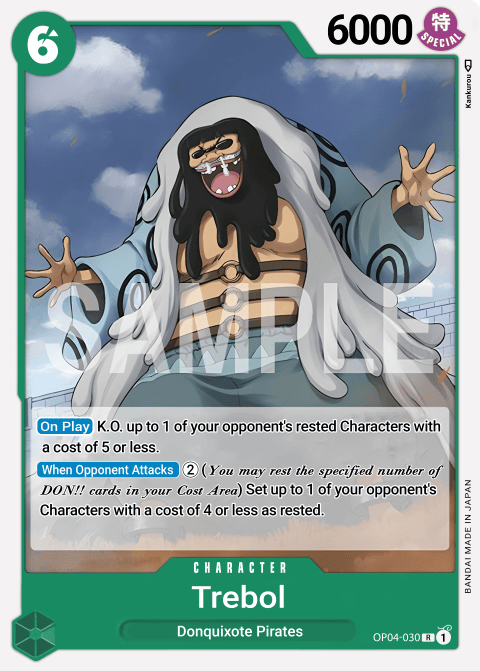 6
6000
特
SPECIAL
Kankurou
SAMPLE
On Play K.O. up to 1 of your opponent's rested Characters with
a cost of 5 or less.
When Opponent Attacks ② (You may rest the specified number of
DON!! cards in your Cost Area) Set up to 1 of your opponent's
Characters with a cost of 4 or less as rested.
BANDAI MADE IN JAPAN
CHARACTER
Trebol
Donquixote Pirates
OP04-030 R 1